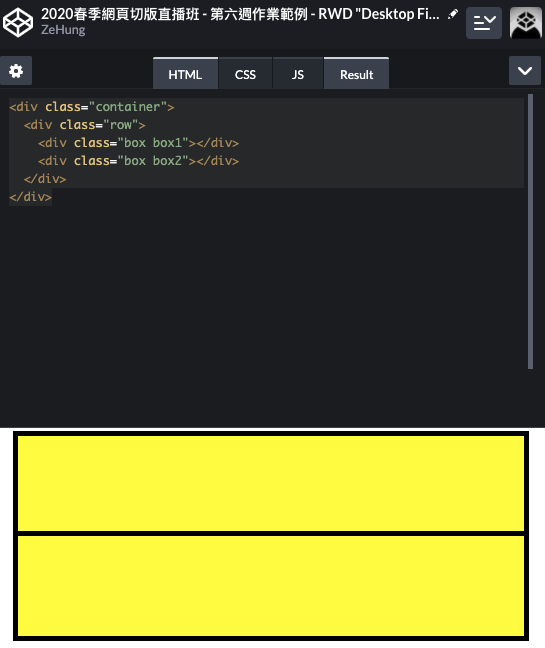 2020春季網頁切版直播班 - 第六週作業範例 - RWD "Desktop Fi...
ZeHung
HTML CSS JS Result
<div class="container">
  <div class="row">
    <div class="box box1"></div>
    <div class="box box2"></div>
  </div>
</div>